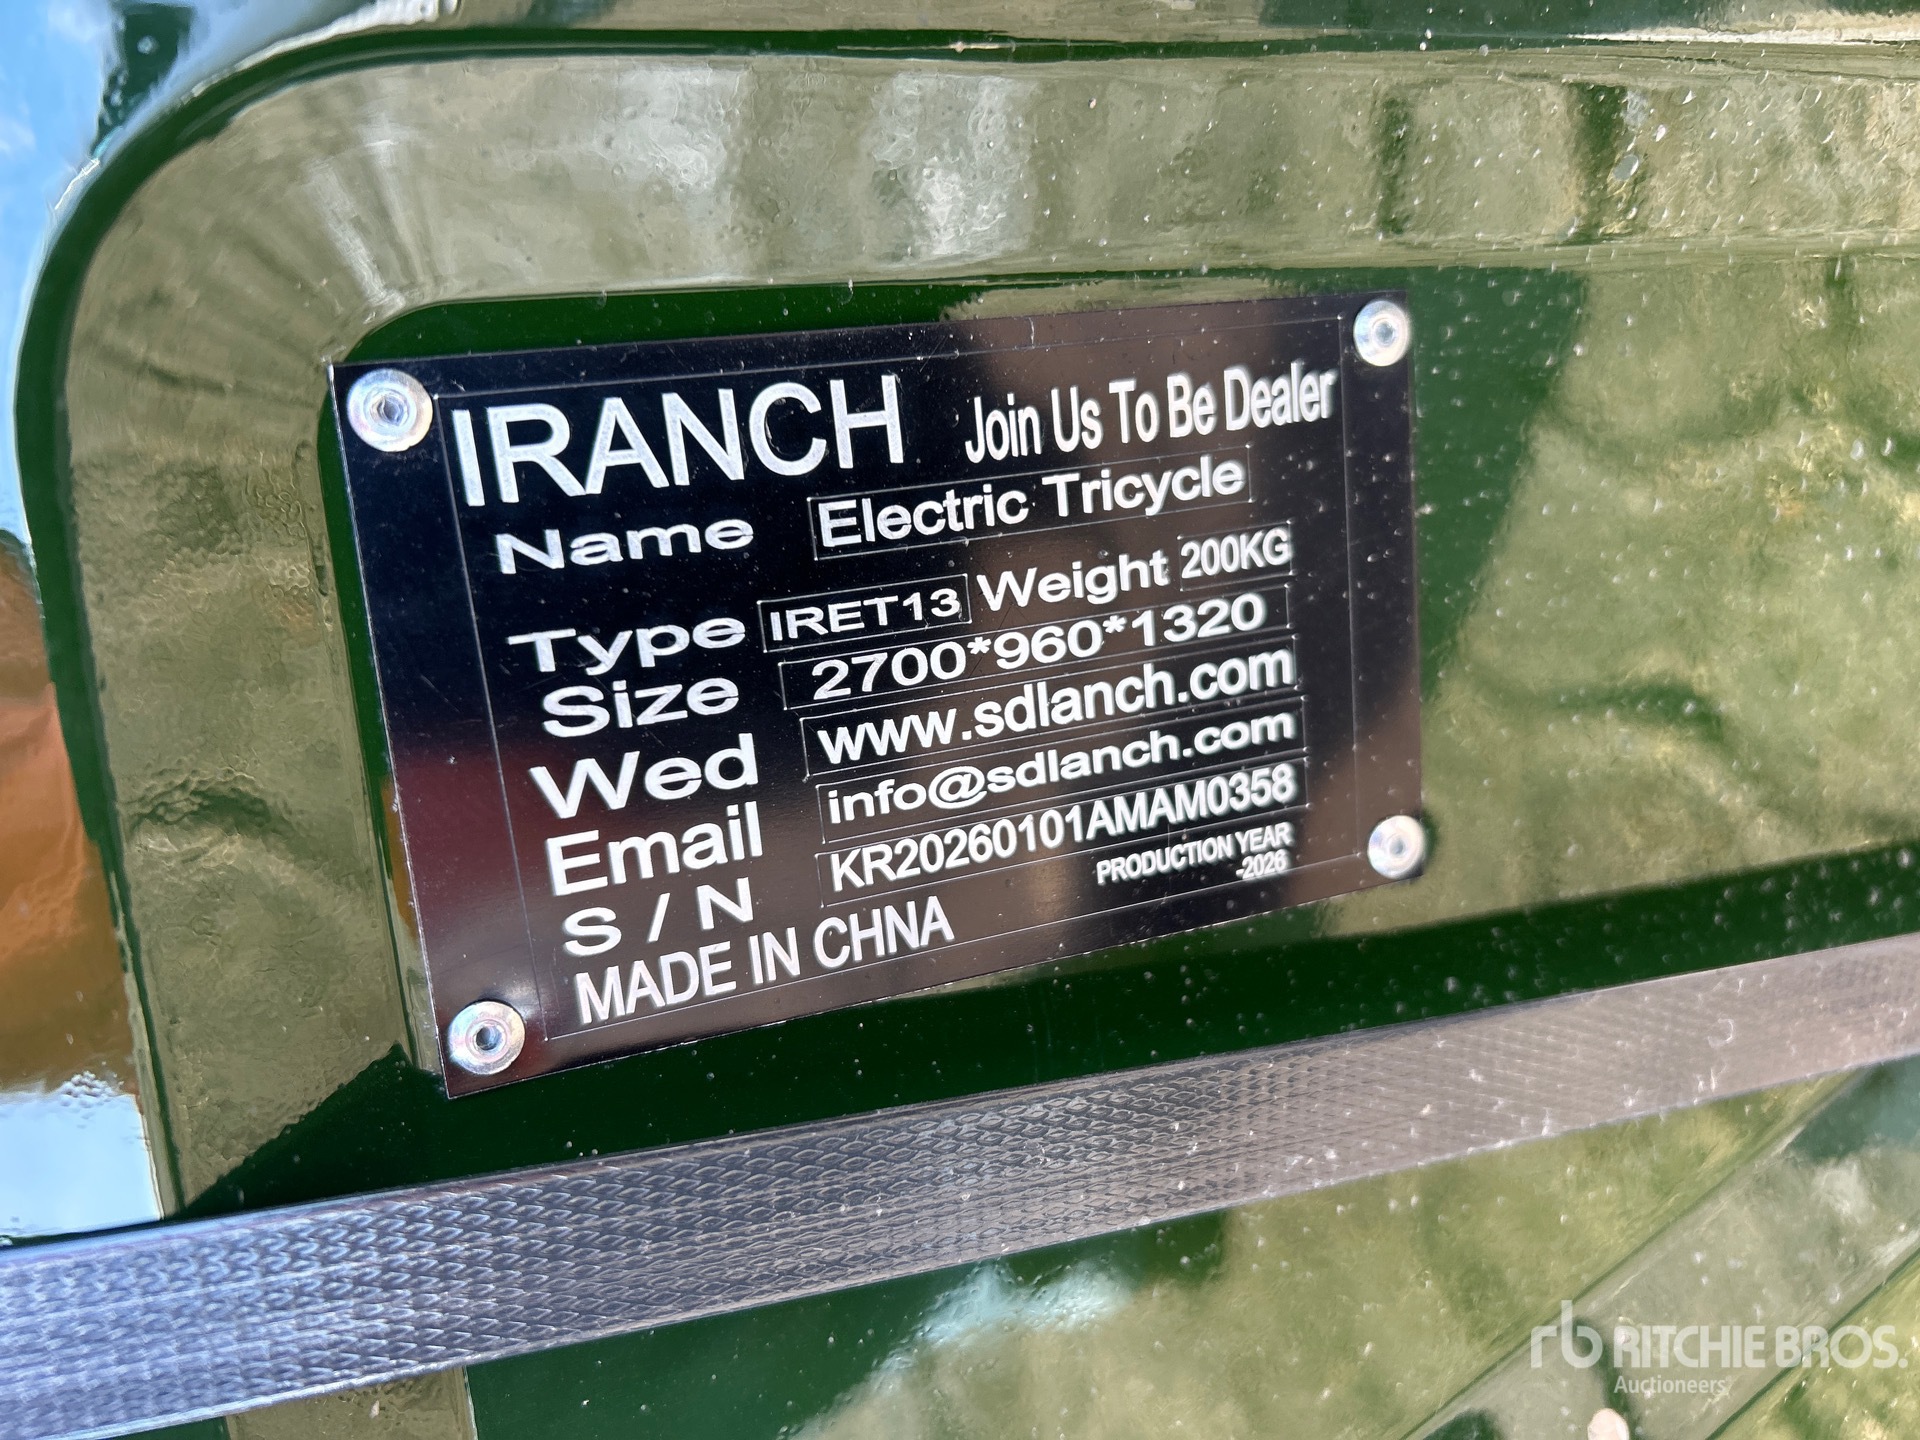 IRANCH Join Us To Be Dealer
Name Electric Tricycle
Type IRET13 Weight 200KG
Size 2700*960*1320
Wed www.sdlanch.com
Email info@sdlanch.com
S / N KR20260101AMAM0358
MADE IN CHNA PRODUCTION YEAR
-2026
rb RITCHIE BROS.
Auctioneers